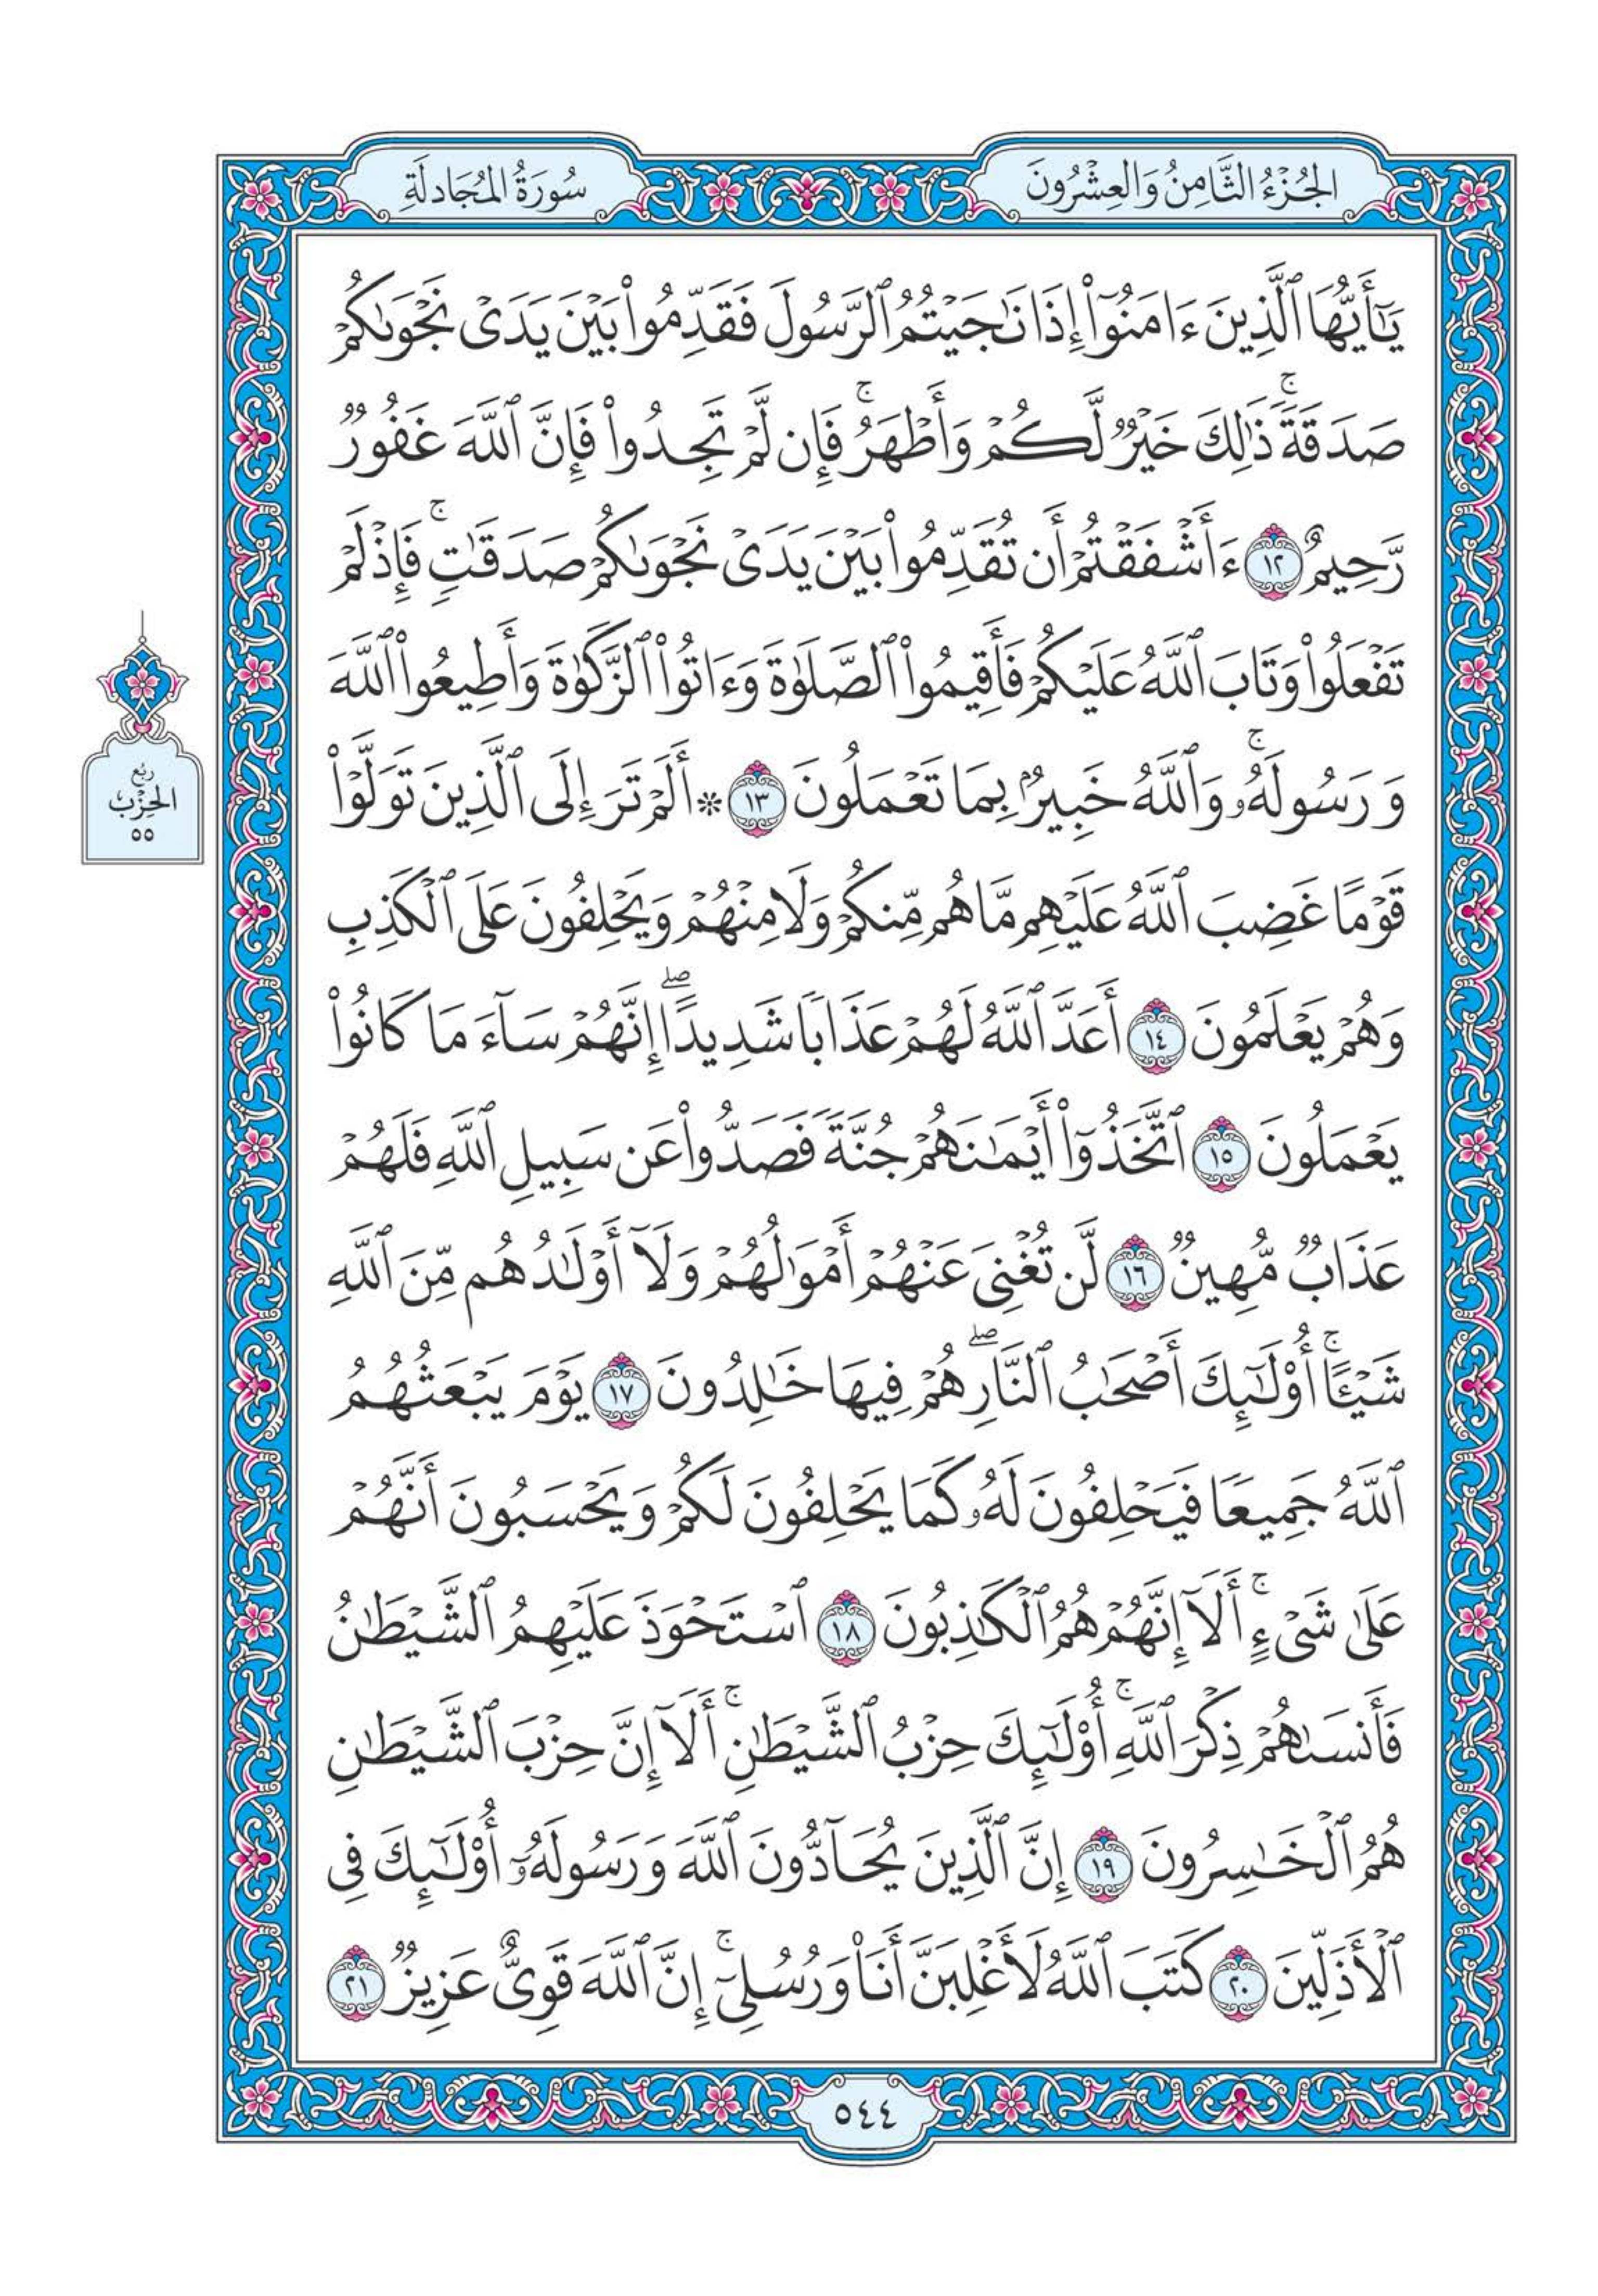 الجُزْءُ الثَّامِنُ وَالعِشْرُونَ
سُورَةُ المُجَادلَةِ
يَٰٓأَيُّهَا ٱلَّذِينَ ءَامَنُوٓا۟ إِذَا نَٰجَيْتُمُ ٱلرَّسُولَ فَقَدِّمُوا۟ بَيْنَ يَدَىْ نَجْوَىٰكُمْ
صَدَقَةً ۚ ذَٰلِكَ خَيْرٌ لَّكُمْ وَأَطْهَرُ ۚ فَإِن لَّمْ تَجِدُوا۟ فَإِنَّ ٱللَّهَ غَفُورٌ
رَّحِيمٌ ١٢ ءَأَشْفَقْتُمْ أَن تُقَدِّمُوا۟ بَيْنَ يَدَىْ نَجْوَىٰكُمْ صَدَقَٰتٍ ۚ فَإِذْ لَمْ
تَفْعَلُوا۟ وَتَابَ ٱللَّهُ عَلَيْكُمْ فَأَقِيمُوا۟ ٱلصَّلَوٰةَ وَءَاتُوا۟ ٱلزَّكَوٰةَ وَأَطِيعُوا۟ ٱللَّهَ
وَرَسُولَهُۥ ۚ وَٱللَّهُ خَبِيرٌۢ بِمَا تَعْمَلُونَ ١٣ ۞ أَلَمْ تَرَ إِلَى ٱلَّذِينَ تَوَلَّوْا۟
قَوْمًا غَضِبَ ٱللَّهُ عَلَيْهِم مَّا هُم مِّنكُمْ وَلَا مِنْهُمْ وَيَحْلِفُونَ عَلَى ٱلْكَذِبِ
وَهُمْ يَعْلَمُونَ ١٤ أَعَدَّ ٱللَّهُ لَهُمْ عَذَابًا شَدِيدًا ۖ إِنَّهُمْ سَآءَ مَا كَانُوا۟
يَعْمَلُونَ ١٥ ٱتَّخَذُوٓا۟ أَيْمَٰنَهُمْ جُنَّةً فَصَدُّوا۟ عَن سَبِيلِ ٱللَّهِ فَلَهُمْ
عَذَابٌ مُّهِينٌ ١٦ لَّن تُغْنِىَ عَنْهُمْ أَمْوَٰلُهُمْ وَلَآ أَوْلَٰدُهُم مِّنَ ٱللَّهِ
شَيْـًٔا ۚ أُو۟لَٰٓئِكَ أَصْحَٰبُ ٱلنَّارِ ۖ هُمْ فِيهَا خَٰلِدُونَ ١٧ يَوْمَ يَبْعَثُهُمُ
ٱللَّهُ جَمِيعًا فَيَحْلِفُونَ لَهُۥ كَمَا يَحْلِفُونَ لَكُمْ وَيَحْسَبُونَ أَنَّهُمْ
عَلَىٰ شَىْءٍ ۚ أَلَآ إِنَّهُمْ هُمُ ٱلْكَٰذِبُونَ ١٨ ٱسْتَحْوَذَ عَلَيْهِمُ ٱلشَّيْطَٰنُ
فَأَنسَىٰهُمْ ذِكْرَ ٱللَّهِ ۚ أُو۟لَٰٓئِكَ حِزْبُ ٱلشَّيْطَٰنِ ۚ أَلَآ إِنَّ حِزْبَ ٱلشَّيْطَٰنِ
هُمُ ٱلْخَٰسِرُونَ ١٩ إِنَّ ٱلَّذِينَ يُحَآدُّونَ ٱللَّهَ وَرَسُولَهُۥٓ أُو۟لَٰٓئِكَ فِى
ٱلْأَذَلِّينَ ٢٠ كَتَبَ ٱللَّهُ لَأَغْلِبَنَّ أَنَا۠ وَرُسُلِىٓ ۚ إِنَّ ٱللَّهَ قَوِىٌّ عَزِيزٌ ٢١
ربع
الحِزْب
٥٥
٥٤٤